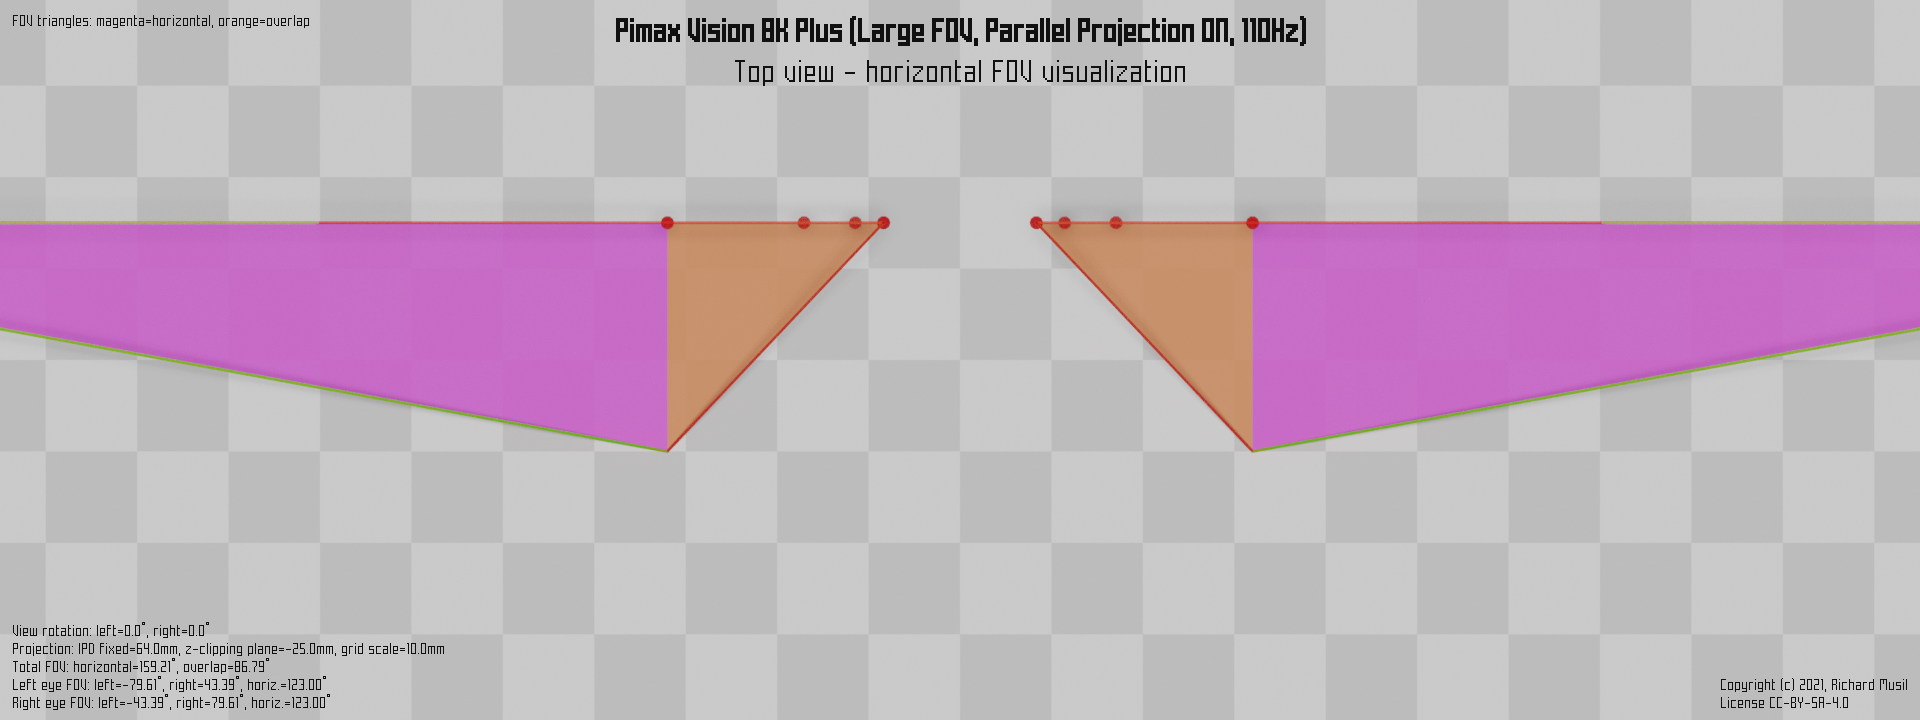 FOV triangles: magenta=horizontal, orange=overlap
Pimax Vision 8K Plus (Large FOV, Parallel Projection ON, 110Hz)
Top view - horizontal FOV visualization
View rotation: left=0.0°, right=0.0°
Projection: IPD fixed=64.0mm, z-clipping plane=-25.0mm, grid scale=10.0mm
Total FOV: horizontal=159.21°, overlap=86.79°
Left eye FOV: left=-79.61°, right=43.39°, horiz.=123.00°
Right eye FOV: left=-43.39°, right=79.61°, horiz.=123.00°
Copyright (c) 2021, Richard Musil
License CC-BY-SA-4.0